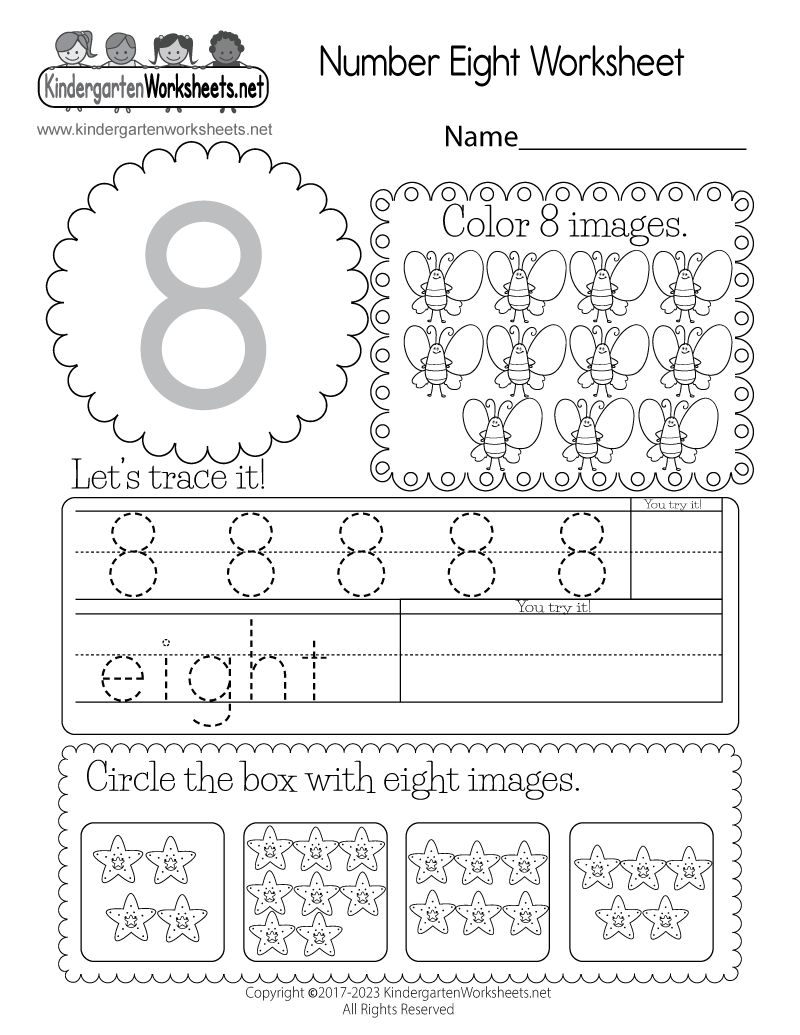 KindergartenWorksheets.net
www.kindergartenworksheets.net
Number Eight Worksheet
Name
8
Color 8 images.
Let's trace it!
8 8 8 8 8
You try it!
eight
You try it!
Circle the box with eight images.
Copyright ©2017-2023 KindergartenWorksheets.net
All Rights Reserved